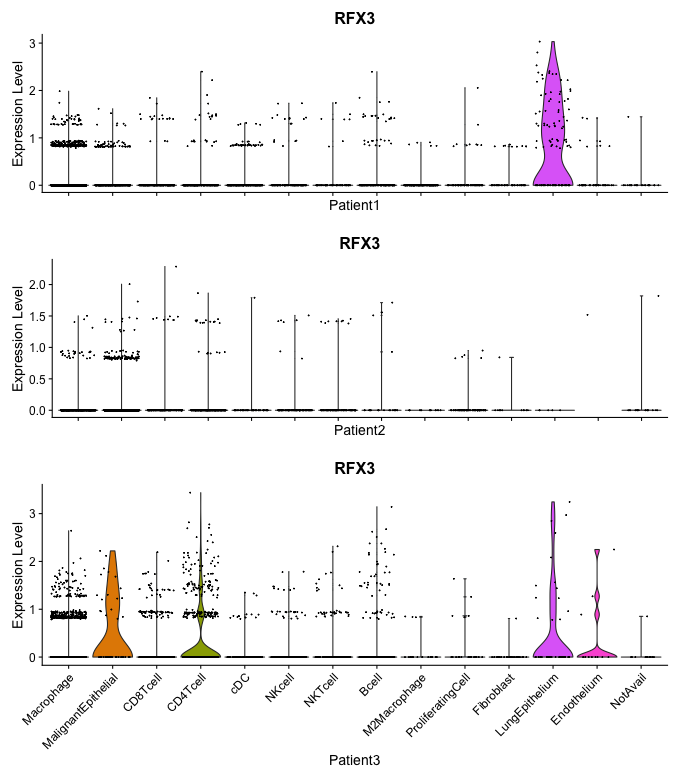 RFX3
Expression Level
3
2
1
0
Patient1
RFX3
Expression Level
2.0
1.5
1.0
0.5
0.0
Patient2
RFX3
Expression Level
3
2
1
0
Macrophage
MalignantEpithelial
CD8Tcell
CD4Tcell
cDC
NKcell
NKTcell
Bcell
M2Macrophage
ProliferatingCell
Fibroblast
LungEpithelium
Endothelium
NotAvail
Patient3